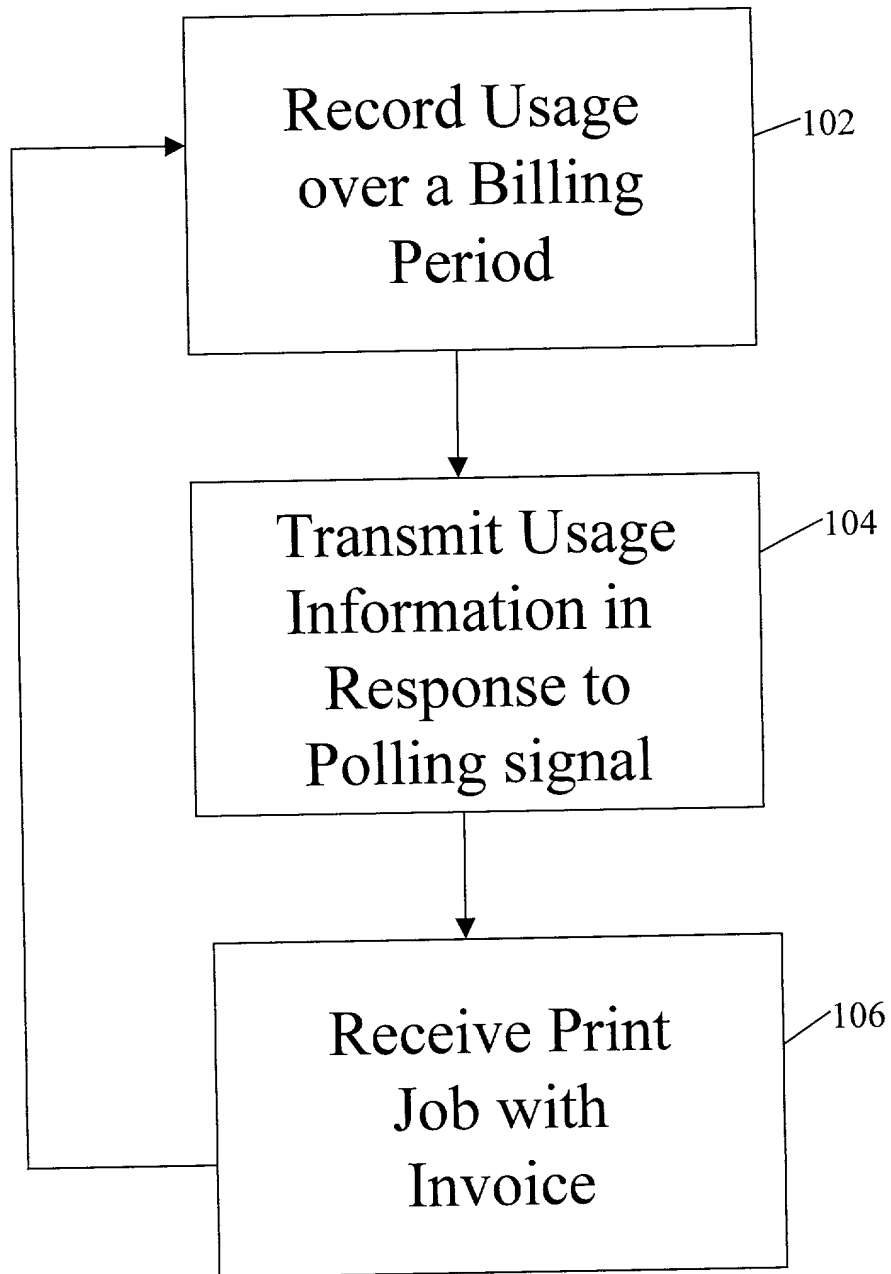 Record Usage
over a Billing
Period
102
Transmit Usage
Information in
Response to
Polling signal
104
Receive Print
Job with
Invoice
106